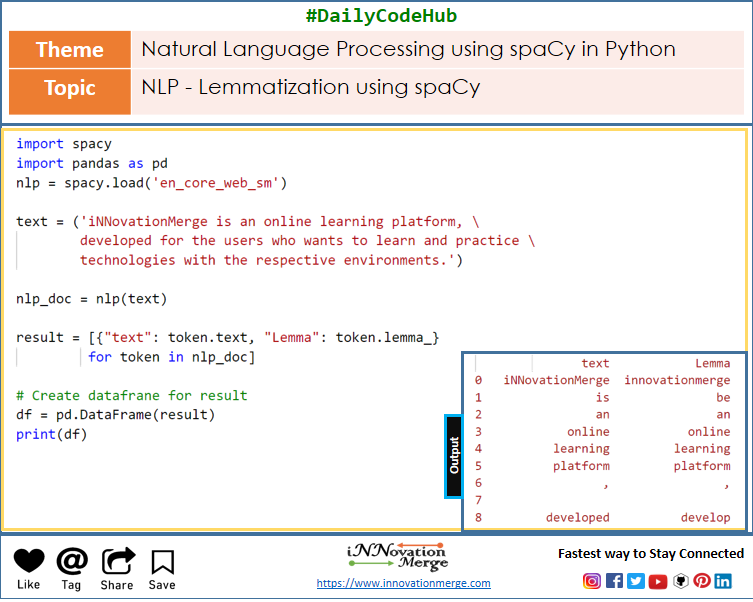 #DailyCodeHub
Theme Natural Language Processing using spaCy in Python
Topic NLP - Lemmatization using spaCy
import spacy
import pandas as pd
nlp = spacy.load('en_core_web_sm')
text = ('iNNovationMerge is an online learning platform, \
developed for the users who wants to learn and practice \
technologies with the respective environments.')
nlp_doc = nlp(text)
result = [{"text": token.text, "Lemma": token.lemma_}
for token in nlp_doc]
# Create dataframe for result
df = pd.DataFrame(result)
print(df)
Output
text Lemma
0 iNNovationMerge innovationmerge
1 is be
2 an an
3 online online
4 learning learning
5 platform platform
6 , ,
7
8 developed develop
Like Tag Share Save
iNNovation
Merge
https://www.innovationmerge.com
Fastest way to Stay Connected